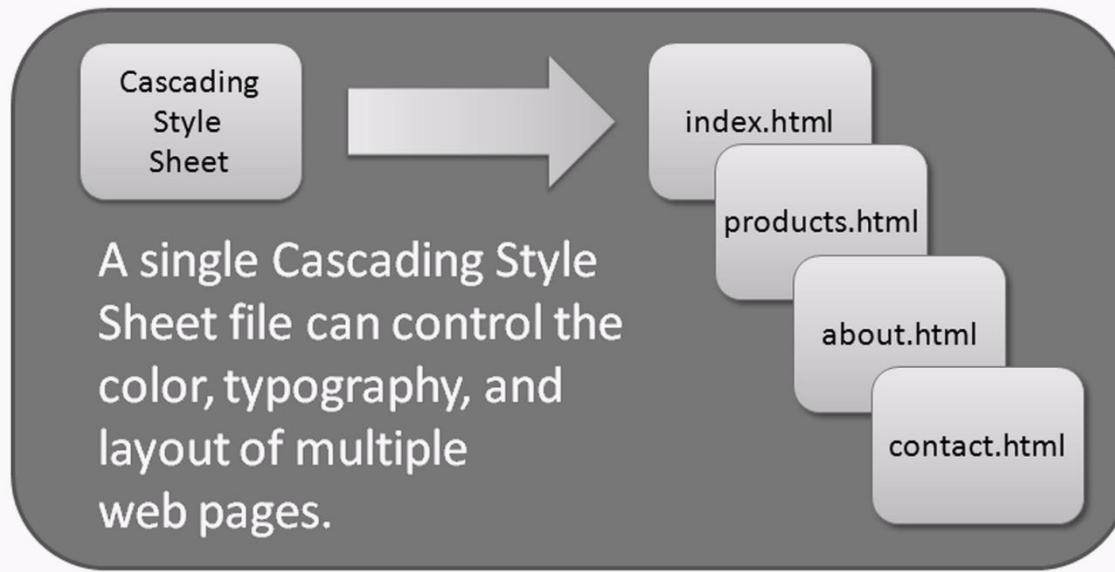 Cascading
Style
Sheet
index.html
products.html
about.html
contact.html
A single Cascading Style
Sheet file can control the
color, typography, and
layout of multiple
web pages.